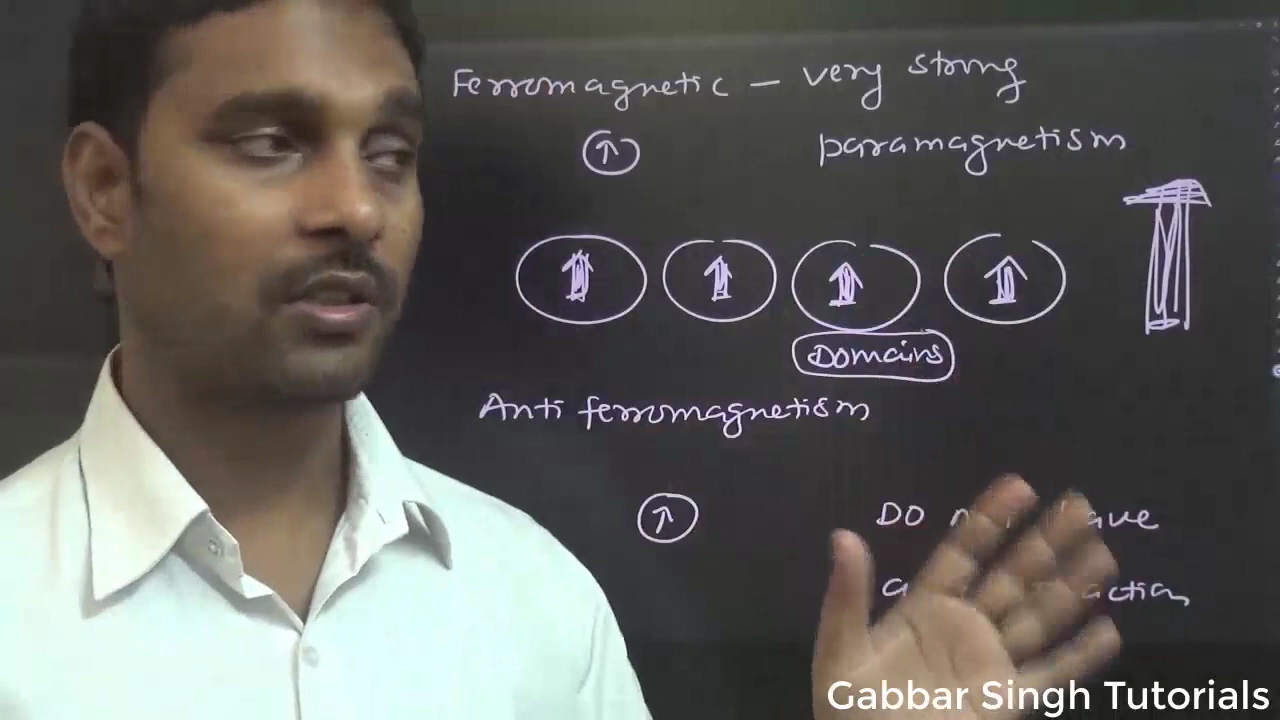 Ferromagnetic – very strong
paramagnetism
Domains
Anti ferromagnetism
Do
Gabbar Singh Tutorials